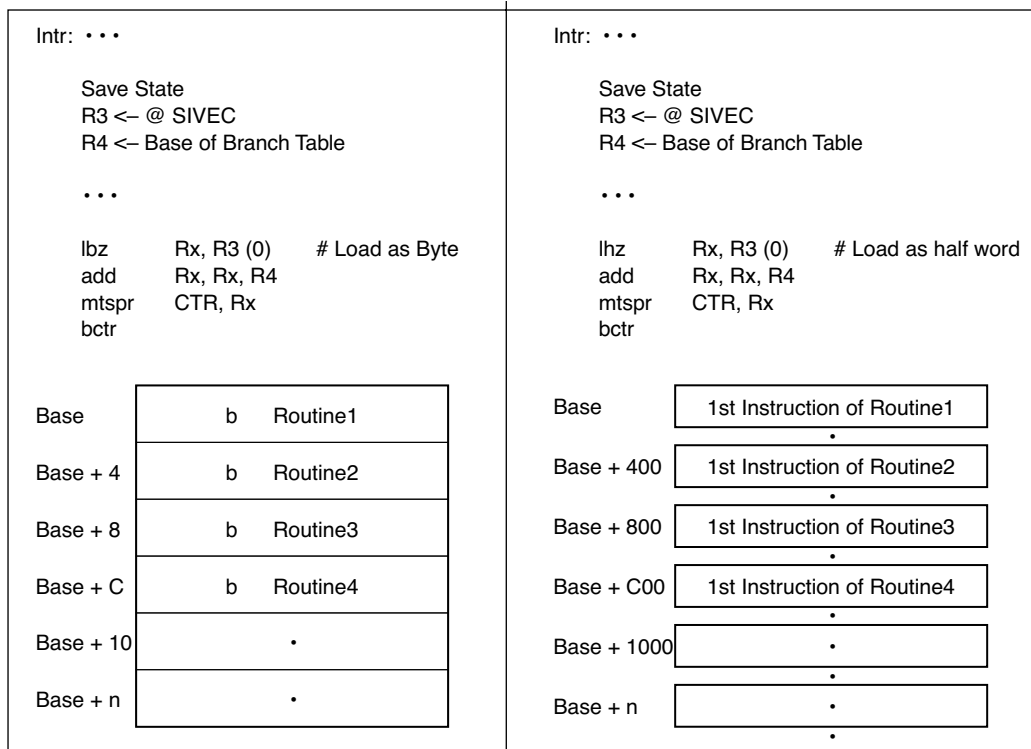 Intr: • • •
Save State
R3 <– @ SIVEC
R4 <– Base of Branch Table
• • •
lbz Rx, R3 (0) # Load as Byte
add Rx, Rx, R4
mtspr CTR, Rx
bctr
Base b Routine1
Base + 4 b Routine2
Base + 8 b Routine3
Base + C b Routine4
Base + 10 •
Base + n •
Intr: • • •
Save State
R3 <– @ SIVEC
R4 <– Base of Branch Table
• • •
lhz Rx, R3 (0) # Load as half word
add Rx, Rx, R4
mtspr CTR, Rx
bctr
Base 1st Instruction of Routine1
•
Base + 400 1st Instruction of Routine2
•
Base + 800 1st Instruction of Routine3
•
Base + C00 1st Instruction of Routine4
•
Base + 1000 •
•
Base + n •
•